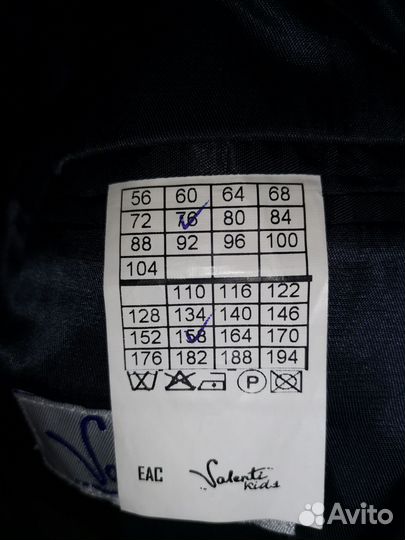 56 60 64 68
72 76 80 84
88 92 96 100
104
110 116 122
128 134 140 146
152 158 164 170
176 182 188 194
P
EAC Valenti
kids
Avito